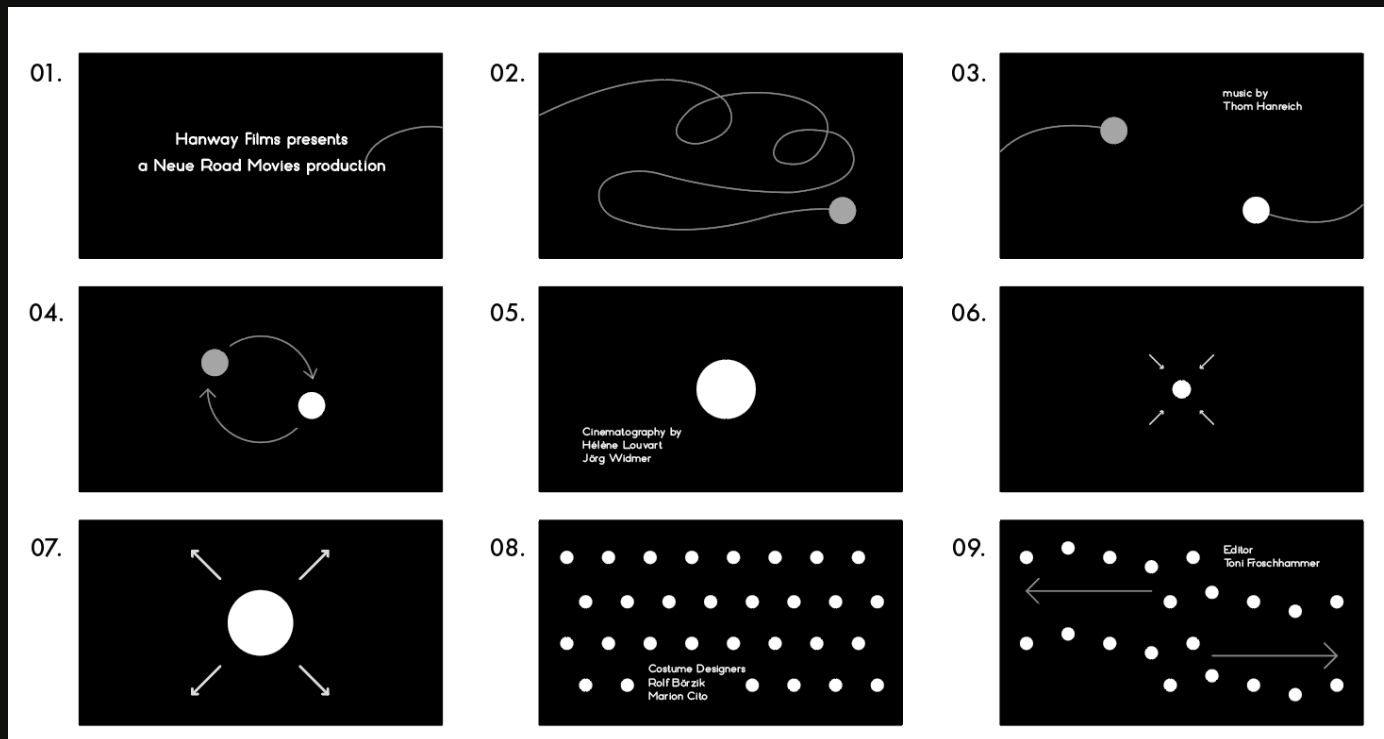 01.
Hanway Films presents
a Neue Road Movies production
02.
03.
music by
Thom Hanreich
04.
05.
Cinematography by
Hélène Louvart
Jörg Widmer
06.
07.
08.
Costume Designers
Rolf Börzik
Marion Cito
09.
Editor
Toni Froschhammer